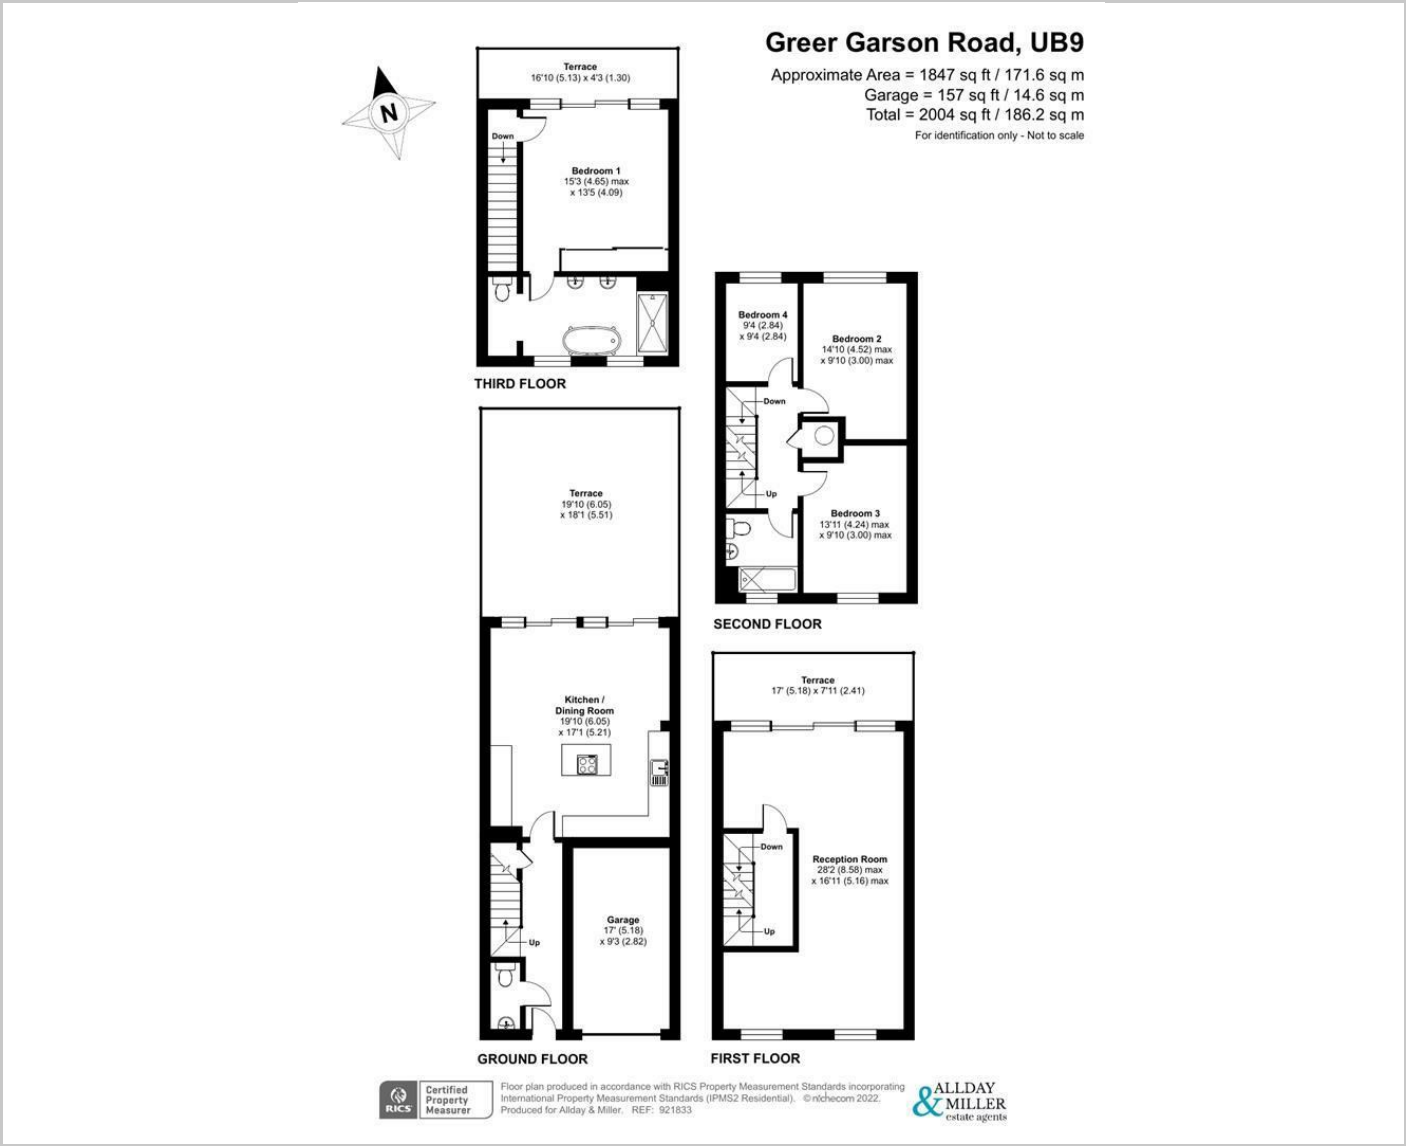 Greer Garson Road, UB9
Approximate Area = 1847 sq ft / 171.6 sq m
Garage = 157 sq ft / 14.6 sq m
Total = 2004 sq ft / 186.2 sq m
For identification only - Not to scale
N
Terrace
16'10 (5.13) x 4'3 (1.30)
Down
Bedroom 1
15'3 (4.65) max
x 13'5 (4.09)
THIRD FLOOR
Bedroom 4
9'4 (2.84)
x 9'4 (2.84)
Bedroom 2
14'10 (4.52) max
x 9'10 (3.00) max
Down
Up
Bedroom 3
13'11 (4.24) max
x 9'10 (3.00) max
SECOND FLOOR
Terrace
19'10 (6.05)
x 18'1 (5.51)
Kitchen /
Dining Room
19'10 (6.05)
x 17'1 (5.21)
Garage
17' (5.18)
x 9'3 (2.82)
Up
GROUND FLOOR
Terrace
17' (5.18) x 7'11 (2.41)
Down
Reception Room
28'2 (8.58) max
x 16'11 (5.16) max
Up
FIRST FLOOR
RICS
Certified
Property
Measurer
Floor plan produced in accordance with RICS Property Measurement Standards incorporating
International Property Measurement Standards (IPMS2 Residential). © nichecom 2022.
Produced for Allday & Miller. REF: 921833
ALLDAY
& MILLER
estate agents